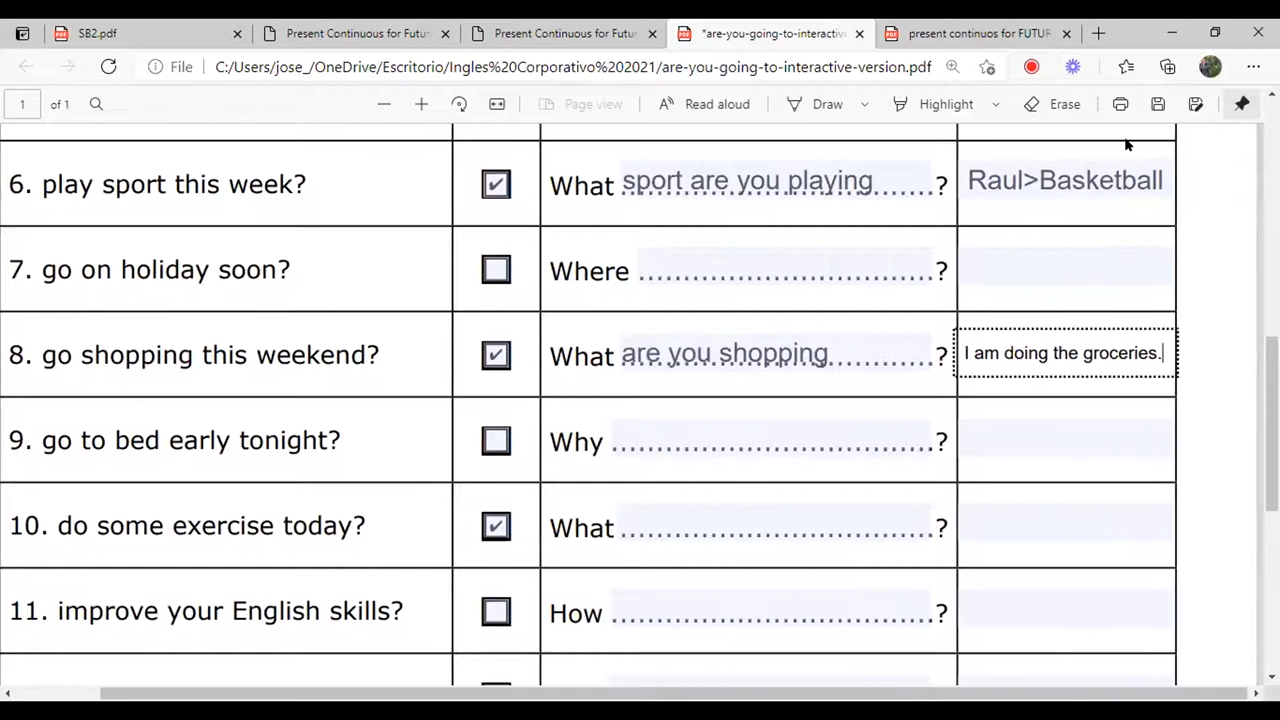 SB2.pdf
Present Continuous for Futur
Present Continuous for Futur
*are-you-going-to-interactive
present continuos for FUTUR
File
C:/Users/jose_/OneDrive/Escritorio/Ingles%20Corporativo%202021/are-you-going-to-interactive-version.pdf
1 of 1
Page view
Read aloud
Draw
Highlight
Erase
6. play sport this week? ✔ What sport are you playing ? Raul>Basketball
7. go on holiday soon? Where ................................ ?
8. go shopping this weekend? ✔ What are you shopping ? I am doing the groceries.
9. go to bed early tonight? Why ................................ ?
10. do some exercise today? ✔ What ................................ ?
11. improve your English skills? How ................................ ?